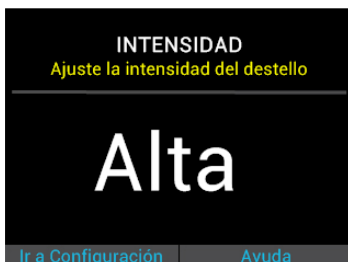 INTENSIDAD
Ajuste la intensidad del destello
Alta
Ir a Configuración Ayuda